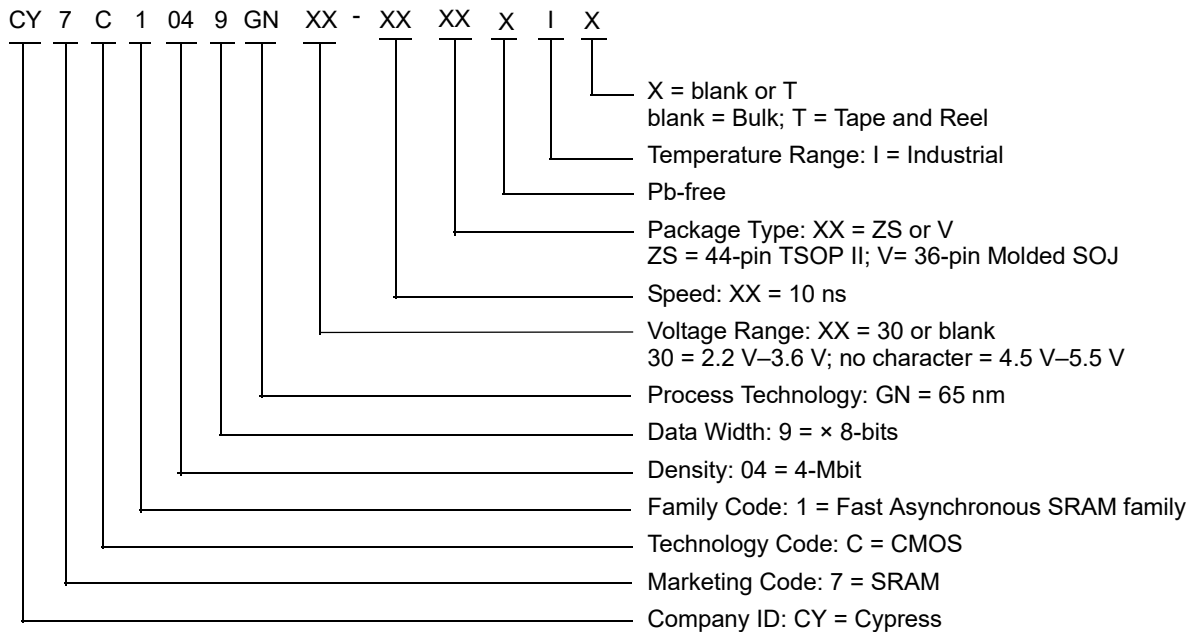 CY 7 C 1 04 9 GN XX - XX XX X I X
X = blank or T
blank = Bulk; T = Tape and Reel
Temperature Range: I = Industrial
Pb-free
Package Type: XX = ZS or V
ZS = 44-pin TSOP II; V= 36-pin Molded SOJ
Speed: XX = 10 ns
Voltage Range: XX = 30 or blank
30 = 2.2 V–3.6 V; no character = 4.5 V–5.5 V
Process Technology: GN = 65 nm
Data Width: 9 = × 8-bits
Density: 04 = 4-Mbit
Family Code: 1 = Fast Asynchronous SRAM family
Technology Code: C = CMOS
Marketing Code: 7 = SRAM
Company ID: CY = Cypress